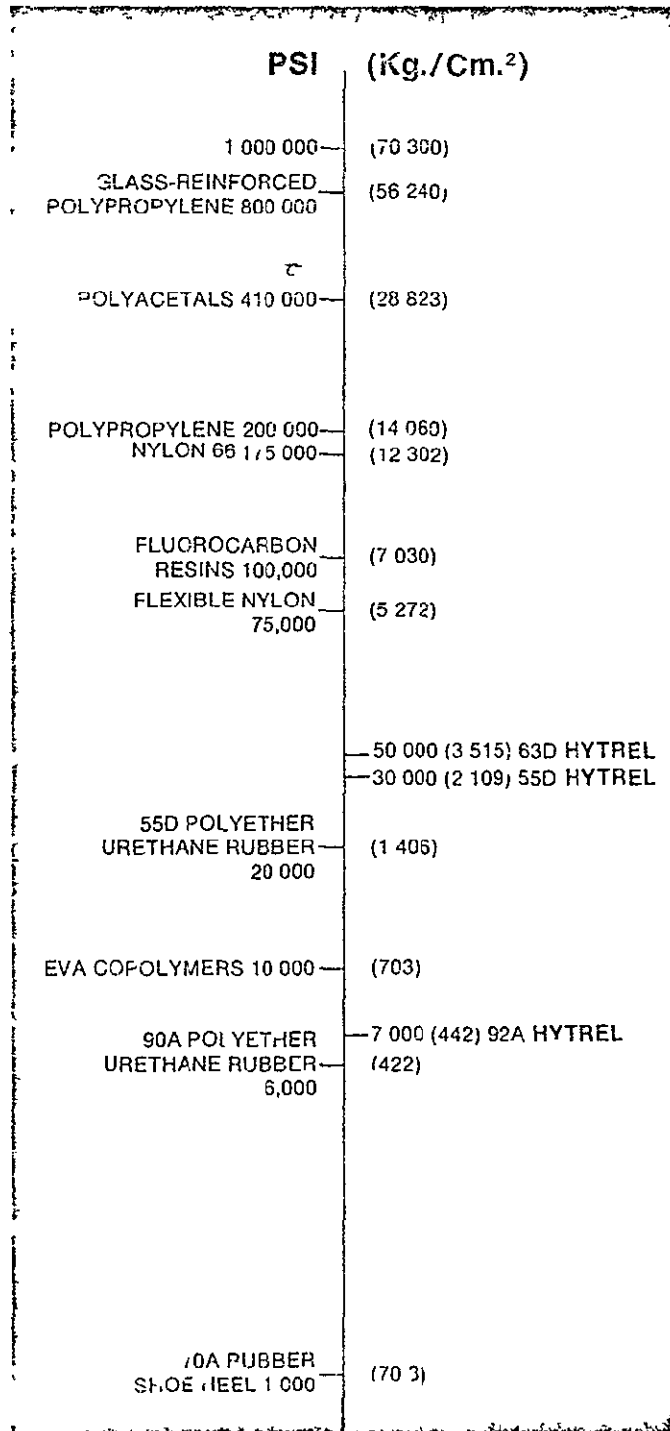 PSI (Kg./Cm.²)
1 000 000 (70 300)
GLASS-REINFORCED
POLYPROPYLENE 800 000 (56 240)
POLYACETALS 410 000 (28 823)
POLYPROPYLENE 200 000 (14 060)
NYLON 66 175 000 (12 302)
FLUOROCARBON
RESINS 100,000 (7 030)
FLEXIBLE NYLON
75,000 (5 272)
50 000 (3 515) 63D HYTREL
30 000 (2 109) 55D HYTREL
55D POLYETHER
URETHANE RUBBER (1 406)
20 000
EVA COPOLYMERS 10 000 (703)
7 000 (442) 92A HYTREL
90A POLYETHER
URETHANE RUBBER (422)
6,000
70A RUBBER
SHOE HEEL 1 000 (70 3)